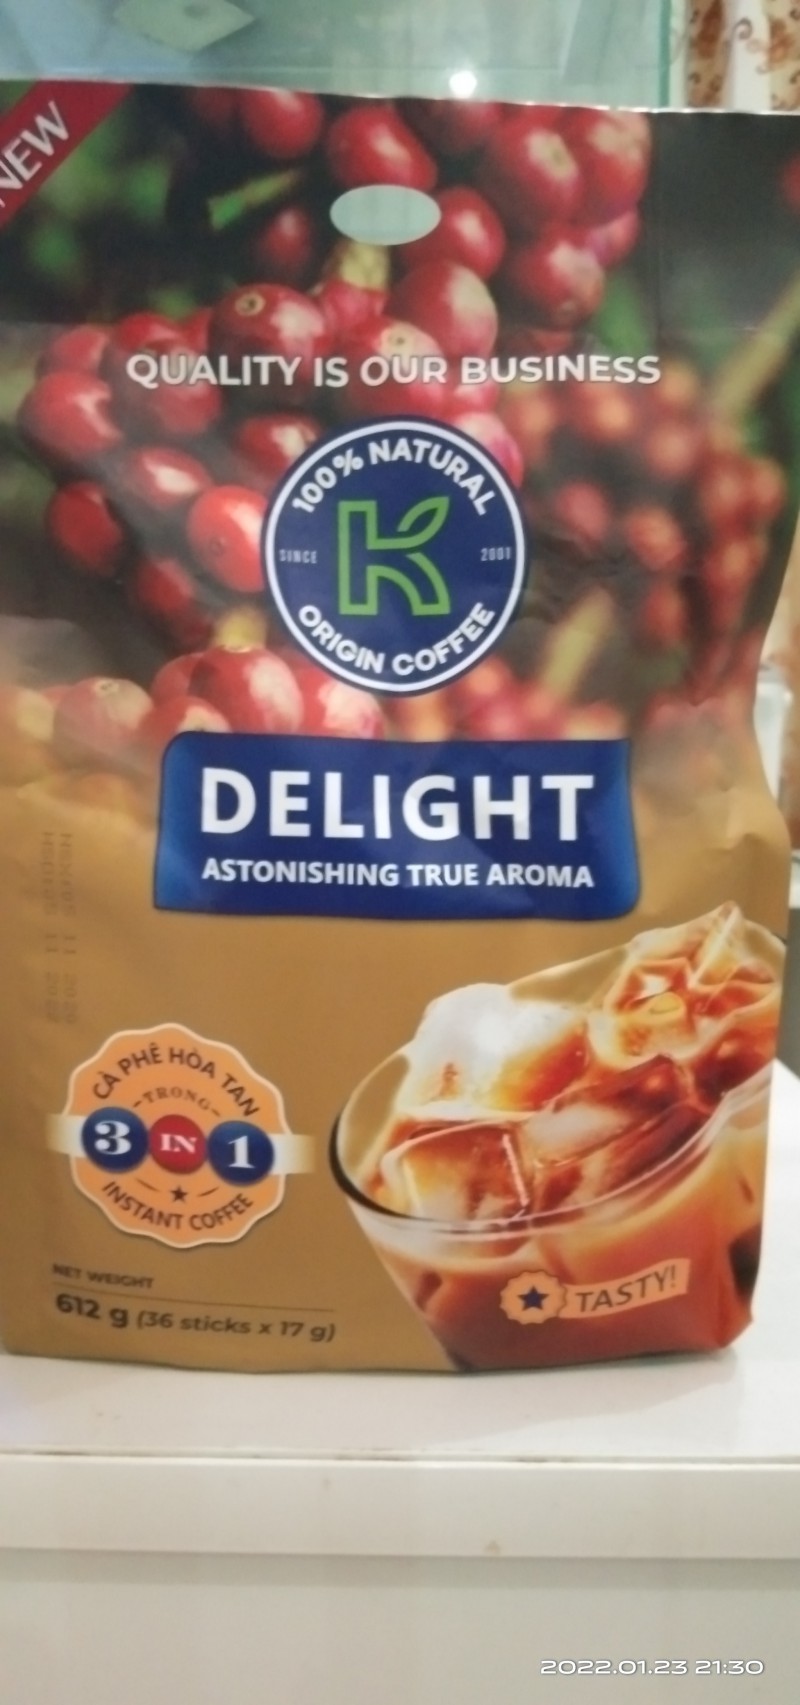 NEW
QUALITY IS OUR BUSINESS
100% NATURAL
SINCE 2001
K
ORIGIN COFFEE
DELIGHT
ASTONISHING TRUE AROMA
CÀ PHÊ HÒA TAN
TRONG
3 IN 1
INSTANT COFFEE
NET WEIGHT
612 g (36 sticks x 17 g)
TASTY!
2022.01.23 21:30